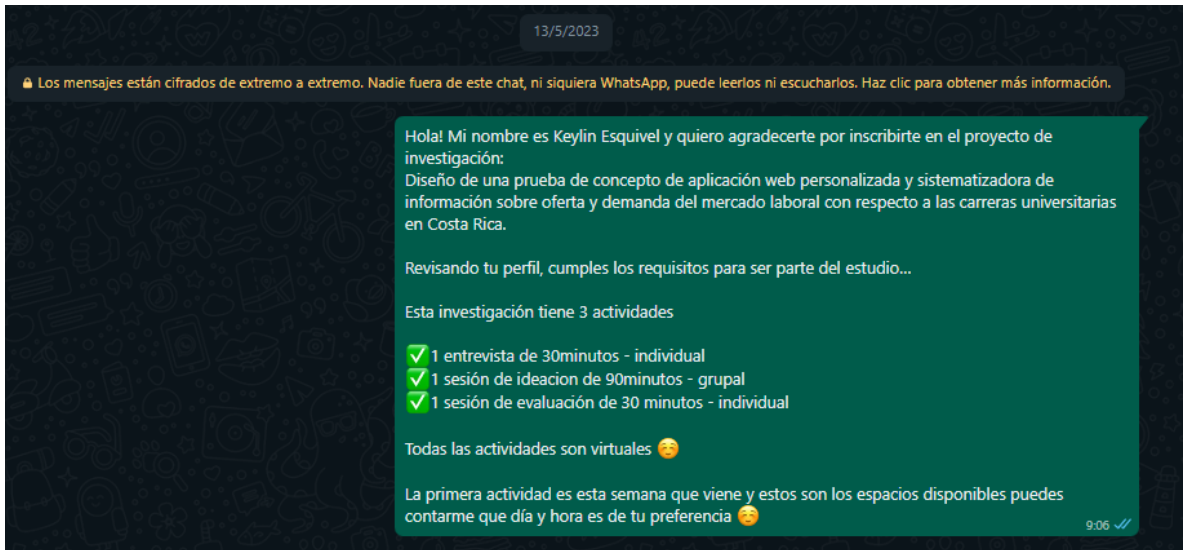 13/5/2023
🔒 Los mensajes están cifrados de extremo a extremo. Nadie fuera de este chat, ni siquiera WhatsApp, puede leerlos ni escucharlos. Haz clic para obtener más información.
Hola! Mi nombre es Keylin Esquivel y quiero agradecerte por inscribirte en el proyecto de
investigación:
Diseño de una prueba de concepto de aplicación web personalizada y sistematizadora de
información sobre oferta y demanda del mercado laboral con respecto a las carreras universitarias
en Costa Rica.
Revisando tu perfil, cumples los requisitos para ser parte del estudio...
Esta investigación tiene 3 actividades
✅1 entrevista de 30minutos - individual
✅1 sesión de ideacion de 90minutos - grupal
✅1 sesión de evaluación de 30 minutos - individual
Todas las actividades son virtuales ☺️
La primera actividad es esta semana que viene y estos son los espacios disponibles puedes
contarme que día y hora es de tu preferencia ☺️
9:06